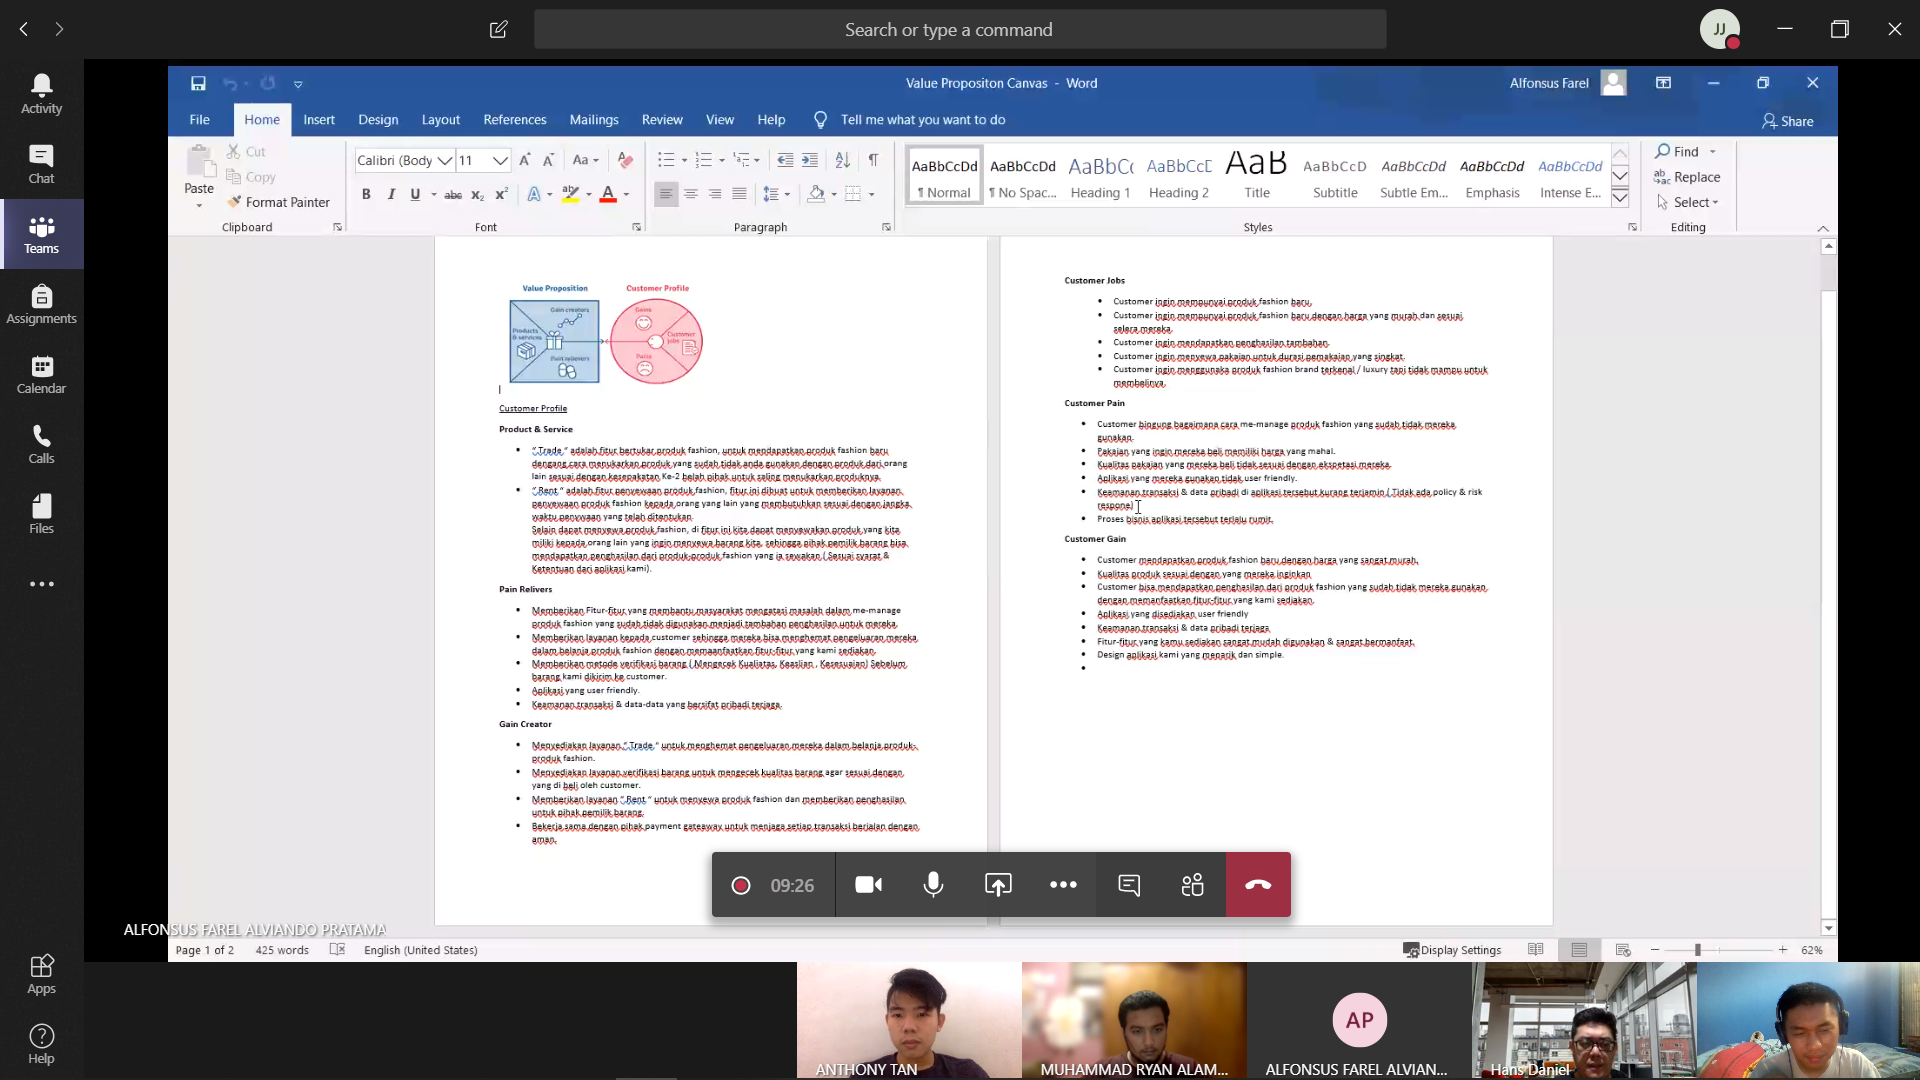 Search or type a command
JJ
Activity
Chat
Teams
Assignments
Calendar
Calls
Files
Apps
Help
Value Propositon Canvas - Word
Alfonsus Farel
File Home Insert Design Layout References Mailings Review View Help Tell me what you want to do
Share
Paste
Cut
Copy
Format Painter
Clipboard
Calibri (Body 11
Font
Paragraph
AaBbCcDd AaBbCcDd AaBbC( AaBbCcE AaB AaBbCcD AaBbCcDd AaBbCcDd AaBbCcDd
¶ Normal ¶ No Spac... Heading 1 Heading 2 Title Subtitle Subtle Em... Emphasis Intense E...
Styles
Find
Replace
Select
Editing
Value Proposition Customer Profile
Gain creators
Products & services
Pain relievers
Gains
Customer jobs
Pains
Customer Profile
Product & Service
• " Trade " adalah fitur bertukar produk fashion, untuk mendapatkan produk fashion baru
dengang cara menukarkan produk yang sudah tidak anda gunakan dengan produk dari orang
lain sesuai dengan kesepakatan Ke-2 belah pihak untuk saling menukarkan produknya.
• " Rent " adalah fitur penyewaan produk fashion, fitur ini dibuat untuk memberikan layanan
penyewaan produk fashion kepada orang yang lain yang membutuhkan sesuai dengan jangka
waktu penyuaan yang telah ditentukan.
Selain dapat menyewa produk fashion, di fitur ini kita dapat menyewakan produk yang kita
miliki kepada orang lain yang ingin menyewa barang kita, sehingga pihak pemilik barang bisa
mendapatkan penghasilan dari produk-produk fashion yang ia sewakan ( Sesuai syarat &
Ketentuan dari aplikasi kami).
Pain Relivers
• Memberikan Fitur-fitur yang membantu masyarakat mengatasi masalah dalam me-manage
produk fashion yang sudah tidak digunakan menjadi tambahan penghasilan untuk mereka.
• Memberikan layanan kepada customer sehingga mereka bisa menghemat pengeluaran mereka
dalam belanja produk fashion dengan memaanfaatkan fitur-fitur yang kami sediakan.
• Memberikan metode verifikasi barang ( Mengecek Kualiatas, Keaslian , Kesesuaian) Sebelum
barang kami dikirim ke customer.
• Aplikasi yang user friendly.
• Keamanan transaksi & data-data yang bersifat pribadi terjaga.
Gain Creator
• Menyediakan layanan " Trade " untuk menghemat pengeluaran mereka dalam belanja produk-
produk fashion.
• Menyediakan layanan verifikasi barang untuk mengecek kualitas barang agar sesuai dengan
yang di beli oleh customer.
• Memberikan layanan " Rent " untuk menyewa produk fashion dan memberikan penghasilan
untuk pihak pemilik barang.
• Bekerja sama dengan pihak payment gateaway untuk menjaga setiap transaksi berjalan dengan
aman.
Customer Jobs
• Customer ingin mempunyai produk fashion baru.
• Customer ingin mempunyai produk fashion baru dengan harga yang murah dan sesuai
selera mereka.
• Customer ingin mendapatkan penghasilan tambahan.
• Customer ingin menyewa pakaian untuk durasi pemakaian yang singkat.
• Customer ingin menggunaka produk fashion brand terkenal / luxury tapi tidak mampu untuk
membelinya.
Customer Pain
• Customer biogung bagaimana cara me-manage produk fashion yang sudah tidak mereka
gunakan.
• Pakaian yang ingin mereka beli memiliki harga yang mahal.
• Kualitas pakaian yang mereka beli tidak sesuai dengan ekspetasi mereka.
• Aplikasi yang mereka gunakan tidak user friendly.
• Keamanan transaksi & data pribadi di aplikasi tersebut kurang terjamin ( Tidak ada policy & risk
respone)
• Proses bisnis aplikasi tersebut terlalu rumit.
Customer Gain
• Customer mendapatkan produk fashion baru dengan harga yang sangat murah.
• Kualitas produk sesuai dengan yang mereka inginkan
• Customer bisa mendapatkan penghasilan dari produk fashion yang sudah tidak mereka gunakan
dengan memanfaatkan fitur-fitur yang kami sediakan.
• Aplikasi yang disediakan user friendly
• Keamanan transaksi & data pribadi terjaga
• Fitur-fitur yang kamu sediakan sangat mudah digunakan & sangat bermanfaat.
• Design aplikasi kami yang menarik dan simple.
•
09:26
ALFONSUS FAREL ALVIANDO PRATAMA
Page 1 of 2 425 words English (United States) Display Settings 62%
ANTHONY TAN
MUHAMMAD RYAN ALAM...
AP
ALFONSUS FAREL ALVIAN...
Hans Daniel